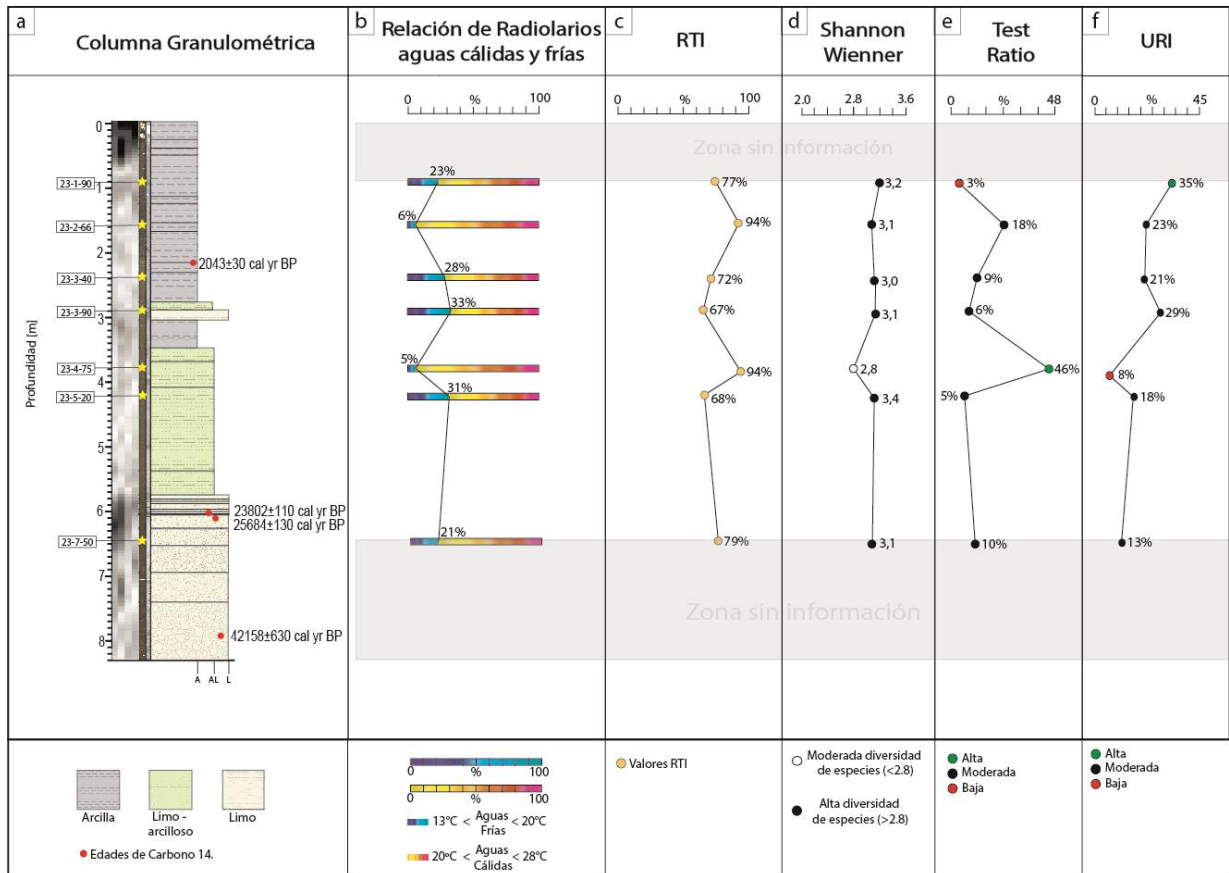 a
Columna Granulométrica
b
Relación de Radiolarios
aguas cálidas y frías
c
RTI
d
Shannon
Wienner
e
Test
Ratio
f
URI
0 % 100
0 % 100
2.0 2.8 3.6
0 % 48
0 % 45
Profundidad [m]
0
1
2
3
4
5
6
7
8
23-1-90
23-2-66
23-3-40
23-3-90
23-4-75
23-5-20
23-7-50
2043±30 cal yr BP
23802±110 cal yr BP
25684±130 cal yr BP
42158±630 cal yr BP
A AL L
Zona sin información
23%
6%
28%
33%
5%
31%
21%
77%
94%
72%
67%
94%
68%
79%
3,2
3,1
3,0
3,1
2,8
3,4
3,1
3%
18%
9%
6%
46%
5%
10%
35%
23%
21%
29%
8%
18%
13%
Zona sin información
Arcilla
Limo -
arcilloso
Limo
Edades de Carbono 14.
0 % 100
0 % 100
13°C < Aguas < 20°C
Frías
20°C < Aguas < 28°C
Cálidas
Valores RTI
Moderada diversidad
de especies (<2.8)
Alta diversidad
de especies (>2.8)
Alta
Moderada
Baja
Alta
Moderada
Baja